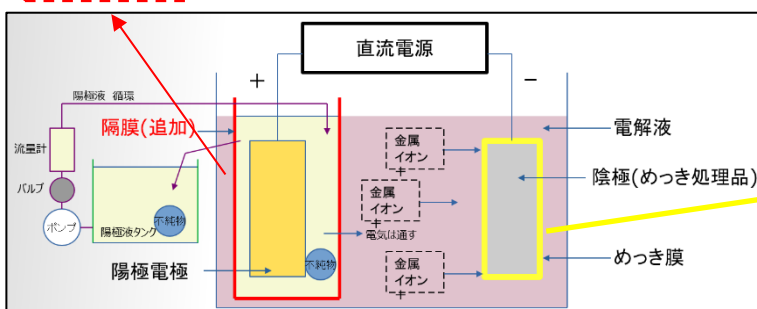 直流電源
+
−
陽極液 循環
隔膜(追加)
流量計
バルブ
ポンプ
陽極液タンク
不純物
陽極電極
不純物
電気は通す
金属
イオン
+
金属
イオン
+
金属
イオン
+
電解液
陰極(めっき処理品)
めっき膜